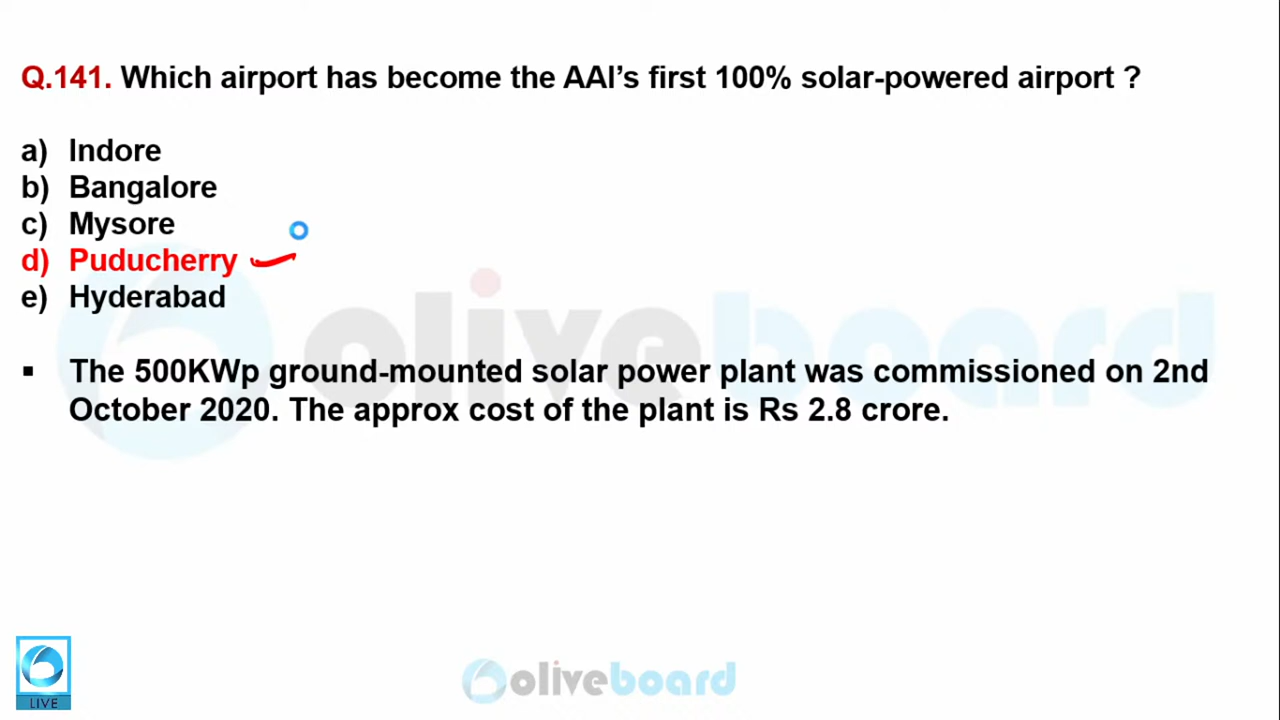 Q.141. Which airport has become the AAI’s first 100% solar-powered airport ?
a) Indore
b) Bangalore
c) Mysore
d) Puducherry
e) Hyderabad
▪ The 500KWp ground-mounted solar power plant was commissioned on 2nd
October 2020. The approx cost of the plant is Rs 2.8 crore.
oliveboard
LIVE
oliveboard